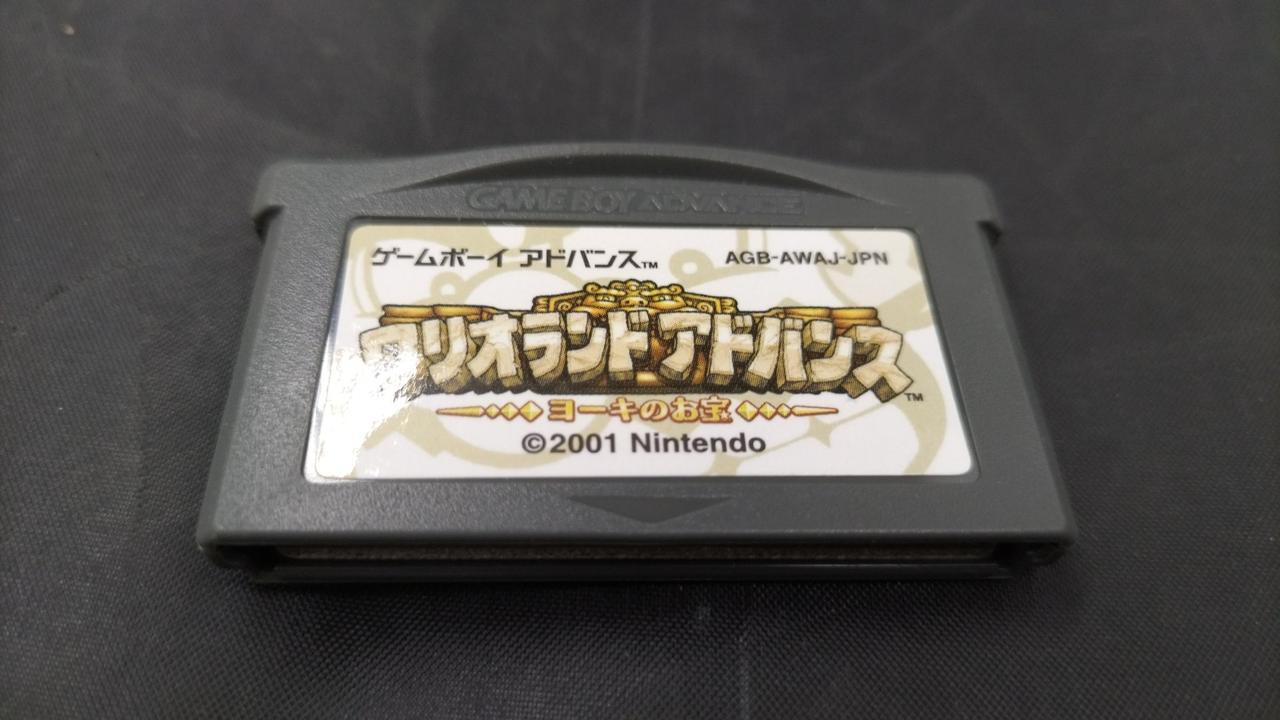 GAME BOY ADVANCE
ゲームボーイ アドバンス™ AGB-AWAJ-JPN
ワリオランドアドバンス™
ヨーキのお宝
©2001 Nintendo